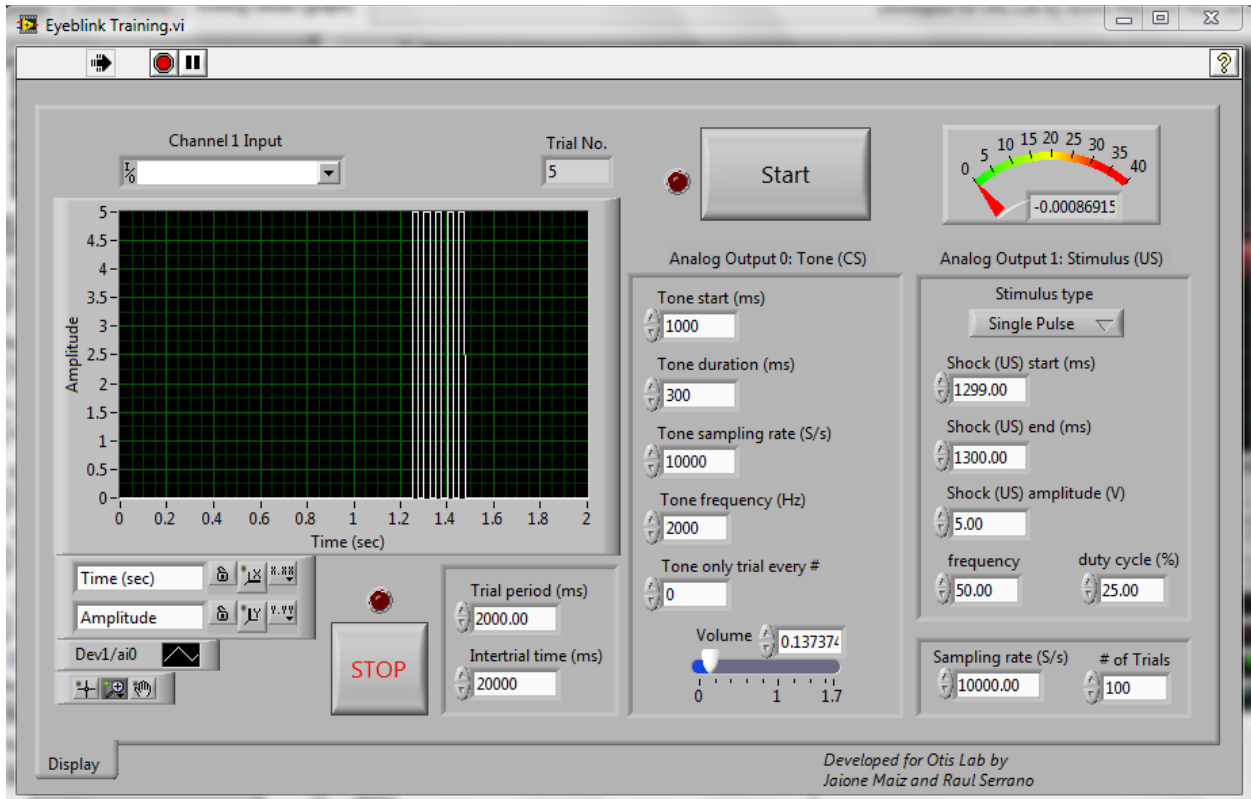 Eyeblink Training.vi
Channel 1 Input
Trial No.
5
Start
0 5 10 15 20 25 30 35 40
-0.00086915
5
4.5
4
3.5
3
2.5
2
1.5
1
0.5
0
Amplitude
0 0.2 0.4 0.6 0.8 1 1.2 1.4 1.6 1.8 2
Time (sec)
Time (sec)
Amplitude
Dev1/ai0
STOP
Trial period (ms)
2000.00
Intertrial time (ms)
20000
Analog Output 0: Tone (CS)
Tone start (ms)
1000
Tone duration (ms)
300
Tone sampling rate (S/s)
10000
Tone frequency (Hz)
2000
Tone only trial every #
0
Volume 0.137374
0 1 1.7
Analog Output 1: Stimulus (US)
Stimulus type
Single Pulse
Shock (US) start (ms)
1299.00
Shock (US) end (ms)
1300.00
Shock (US) amplitude (V)
5.00
frequency duty cycle (%)
50.00 25.00
Sampling rate (S/s) # of Trials
10000.00 100
Display
Developed for Otis Lab by
Jaione Maiz and Raul Serrano